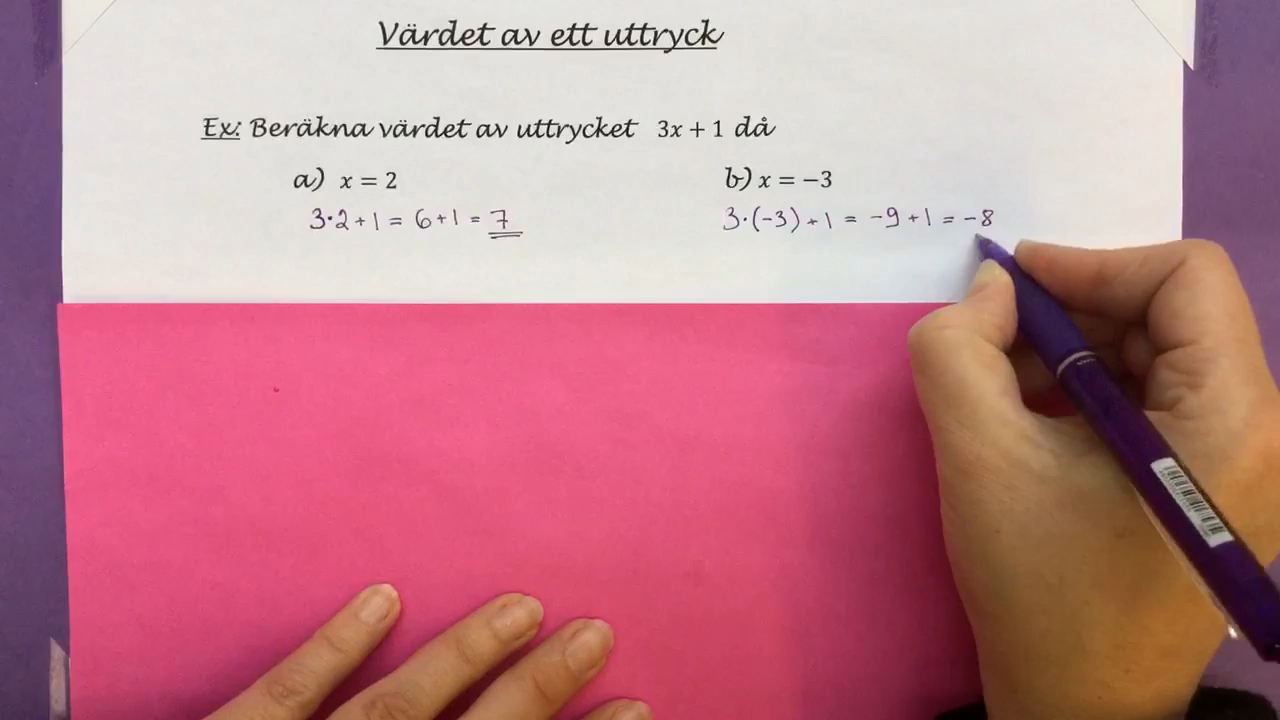 Värdet av ett uttryck
Ex: Beräkna värdet av uttrycket 3x + 1 då
a) x = 2
3·2+1 = 6+1 = 7
b) x = −3
3·(-3)+1 = -9+1 = -8